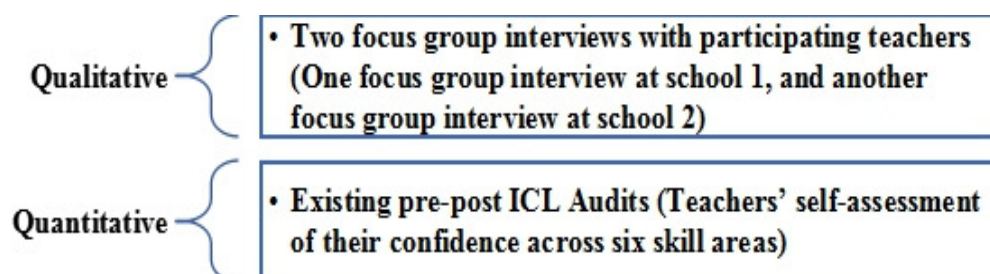 Qualitative
• Two focus group interviews with participating teachers
(One focus group interview at school 1, and another
focus group interview at school 2)
Quantitative
• Existing pre-post ICL Audits (Teachers’ self-assessment
of their confidence across six skill areas)